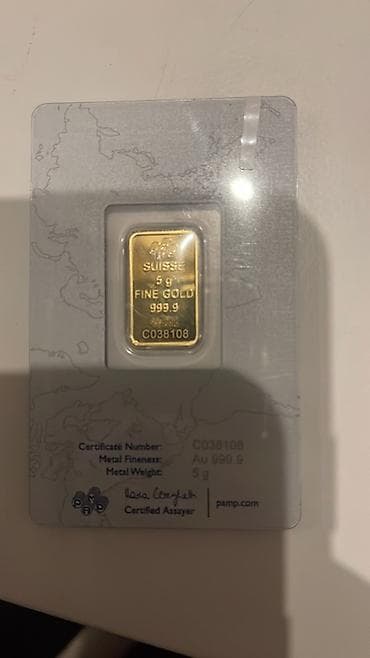 SUISSE
5 g
FINE GOLD
999.9
C038108
Certificate Number: C038108
Metal Fineness: Au 999.9
Metal Weight: 5 g
PAMP
Certified Assayer
pamp.com